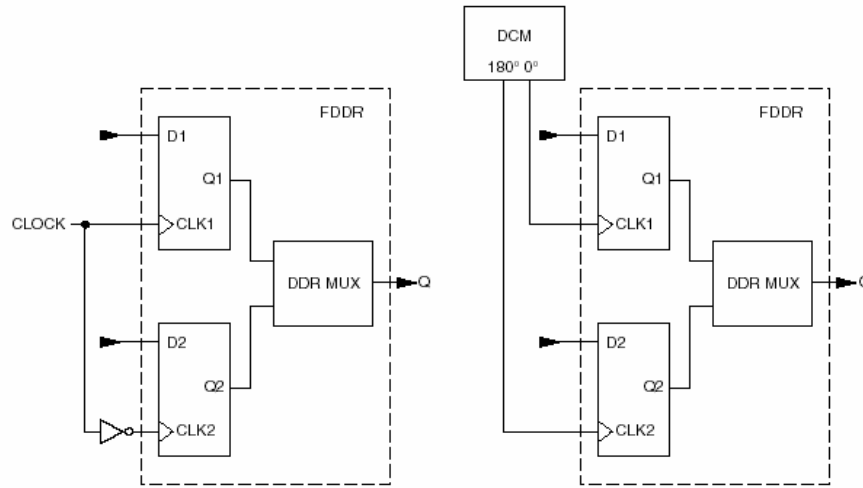 DCM
180° 0°
FDDR
D1
Q1
CLOCK
CLK1
DDR MUX
Q
D2
Q2
CLK2
FDDR
D1
Q1
CLK1
DDR MUX
D2
Q2
CLK2